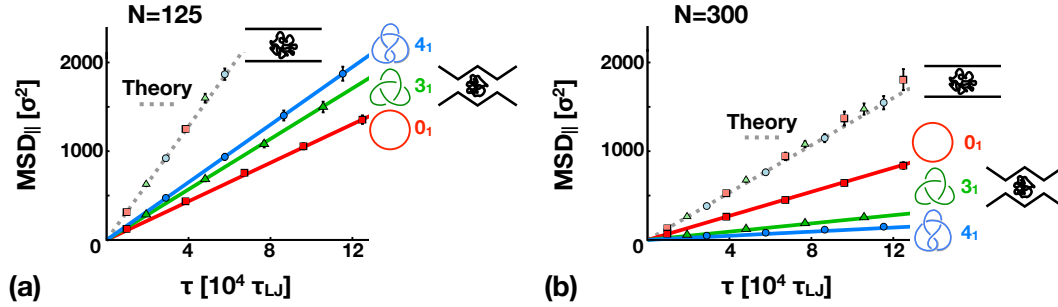 N=125
MSD∥ [σ²]
2000
1000
0
4
8
12
Theory
4₁
3₁
0₁
τ [10⁴ τLJ]
(a)
N=300
MSD∥ [σ²]
2000
1000
0
4
8
12
Theory
0₁
3₁
4₁
τ [10⁴ τLJ]
(b)